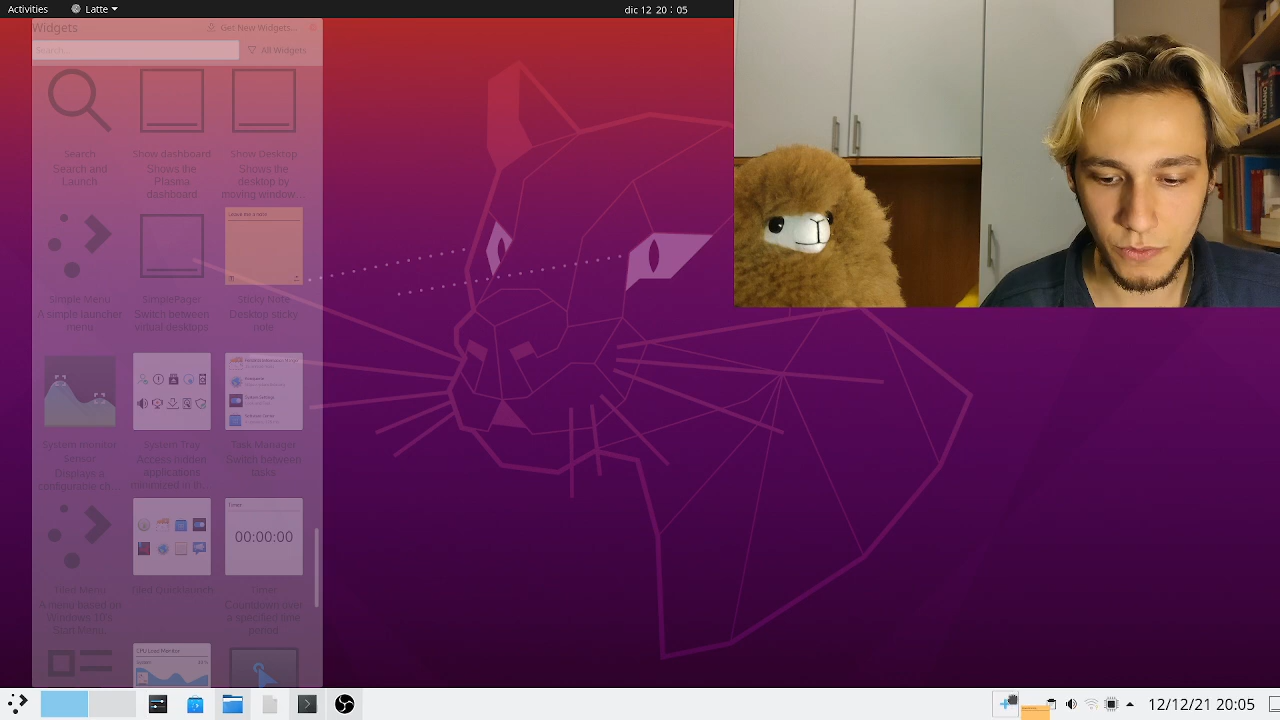 Activities
Latte
dic 12 20 : 05
Widgets
Get New Widgets...
Search...
All Widgets
Search
Search and
Launch
Show dashboard
Shows the
Plasma
dashboard
Show Desktop
Shows the
desktop by
moving window...
Simple Menu
A simple launcher
menu
SimplePager
Switch between
virtual desktops
Sticky Note
Desktop sticky
note
System monitor
Sensor
Displays a
configurable ch...
System Tray
Access hidden
applications
minimized in th...
Task Manager
Switch between
tasks
Tiled Menu
A menu based on
Windows 10's
Start Menu.
Tiled Quicklaunch
Timer
00:00:00
Timer
Countdown over
a specified time
period
CPU Load Monitor
12/12/21 20:05